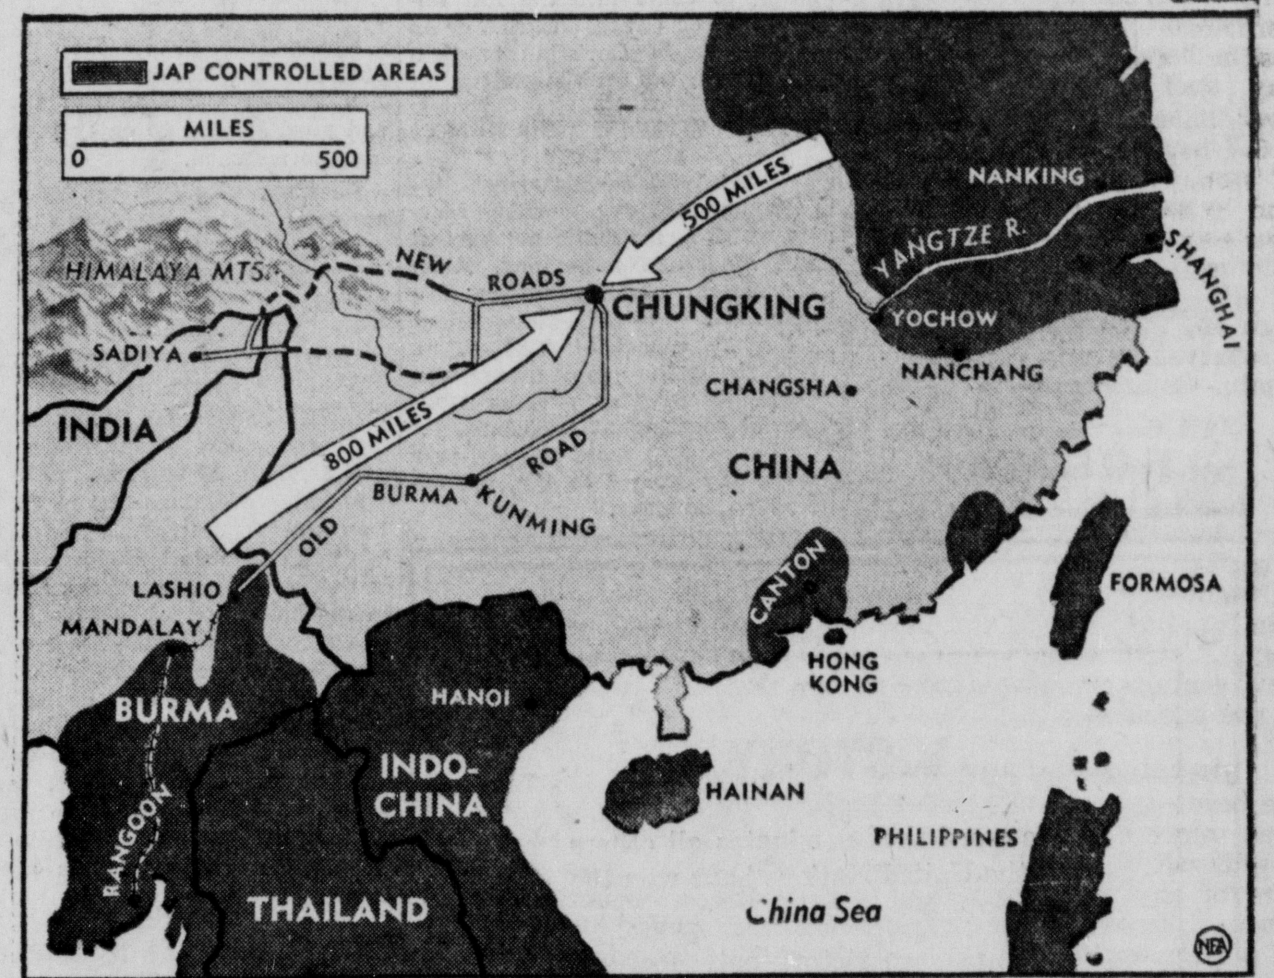 JAP CONTROLLED AREAS
MILES
0 500
500 MILES
NANKING
YANGTZE R.
SHANGHAI
HIMALAYA MTS.
NEW
ROADS
CHUNGKING
YOCHOW
SADIYA
NANCHANG
CHANGSHA
INDIA
800 MILES
ROAD
CHINA
BURMA
KUNMING
OLD
LASHIO
CANTON
FORMOSA
MANDALAY
HONG
KONG
HANOI
BURMA
INDO-
CHINA
HAINAN
RANGOON
PHILIPPINES
THAILAND
China Sea
NEA